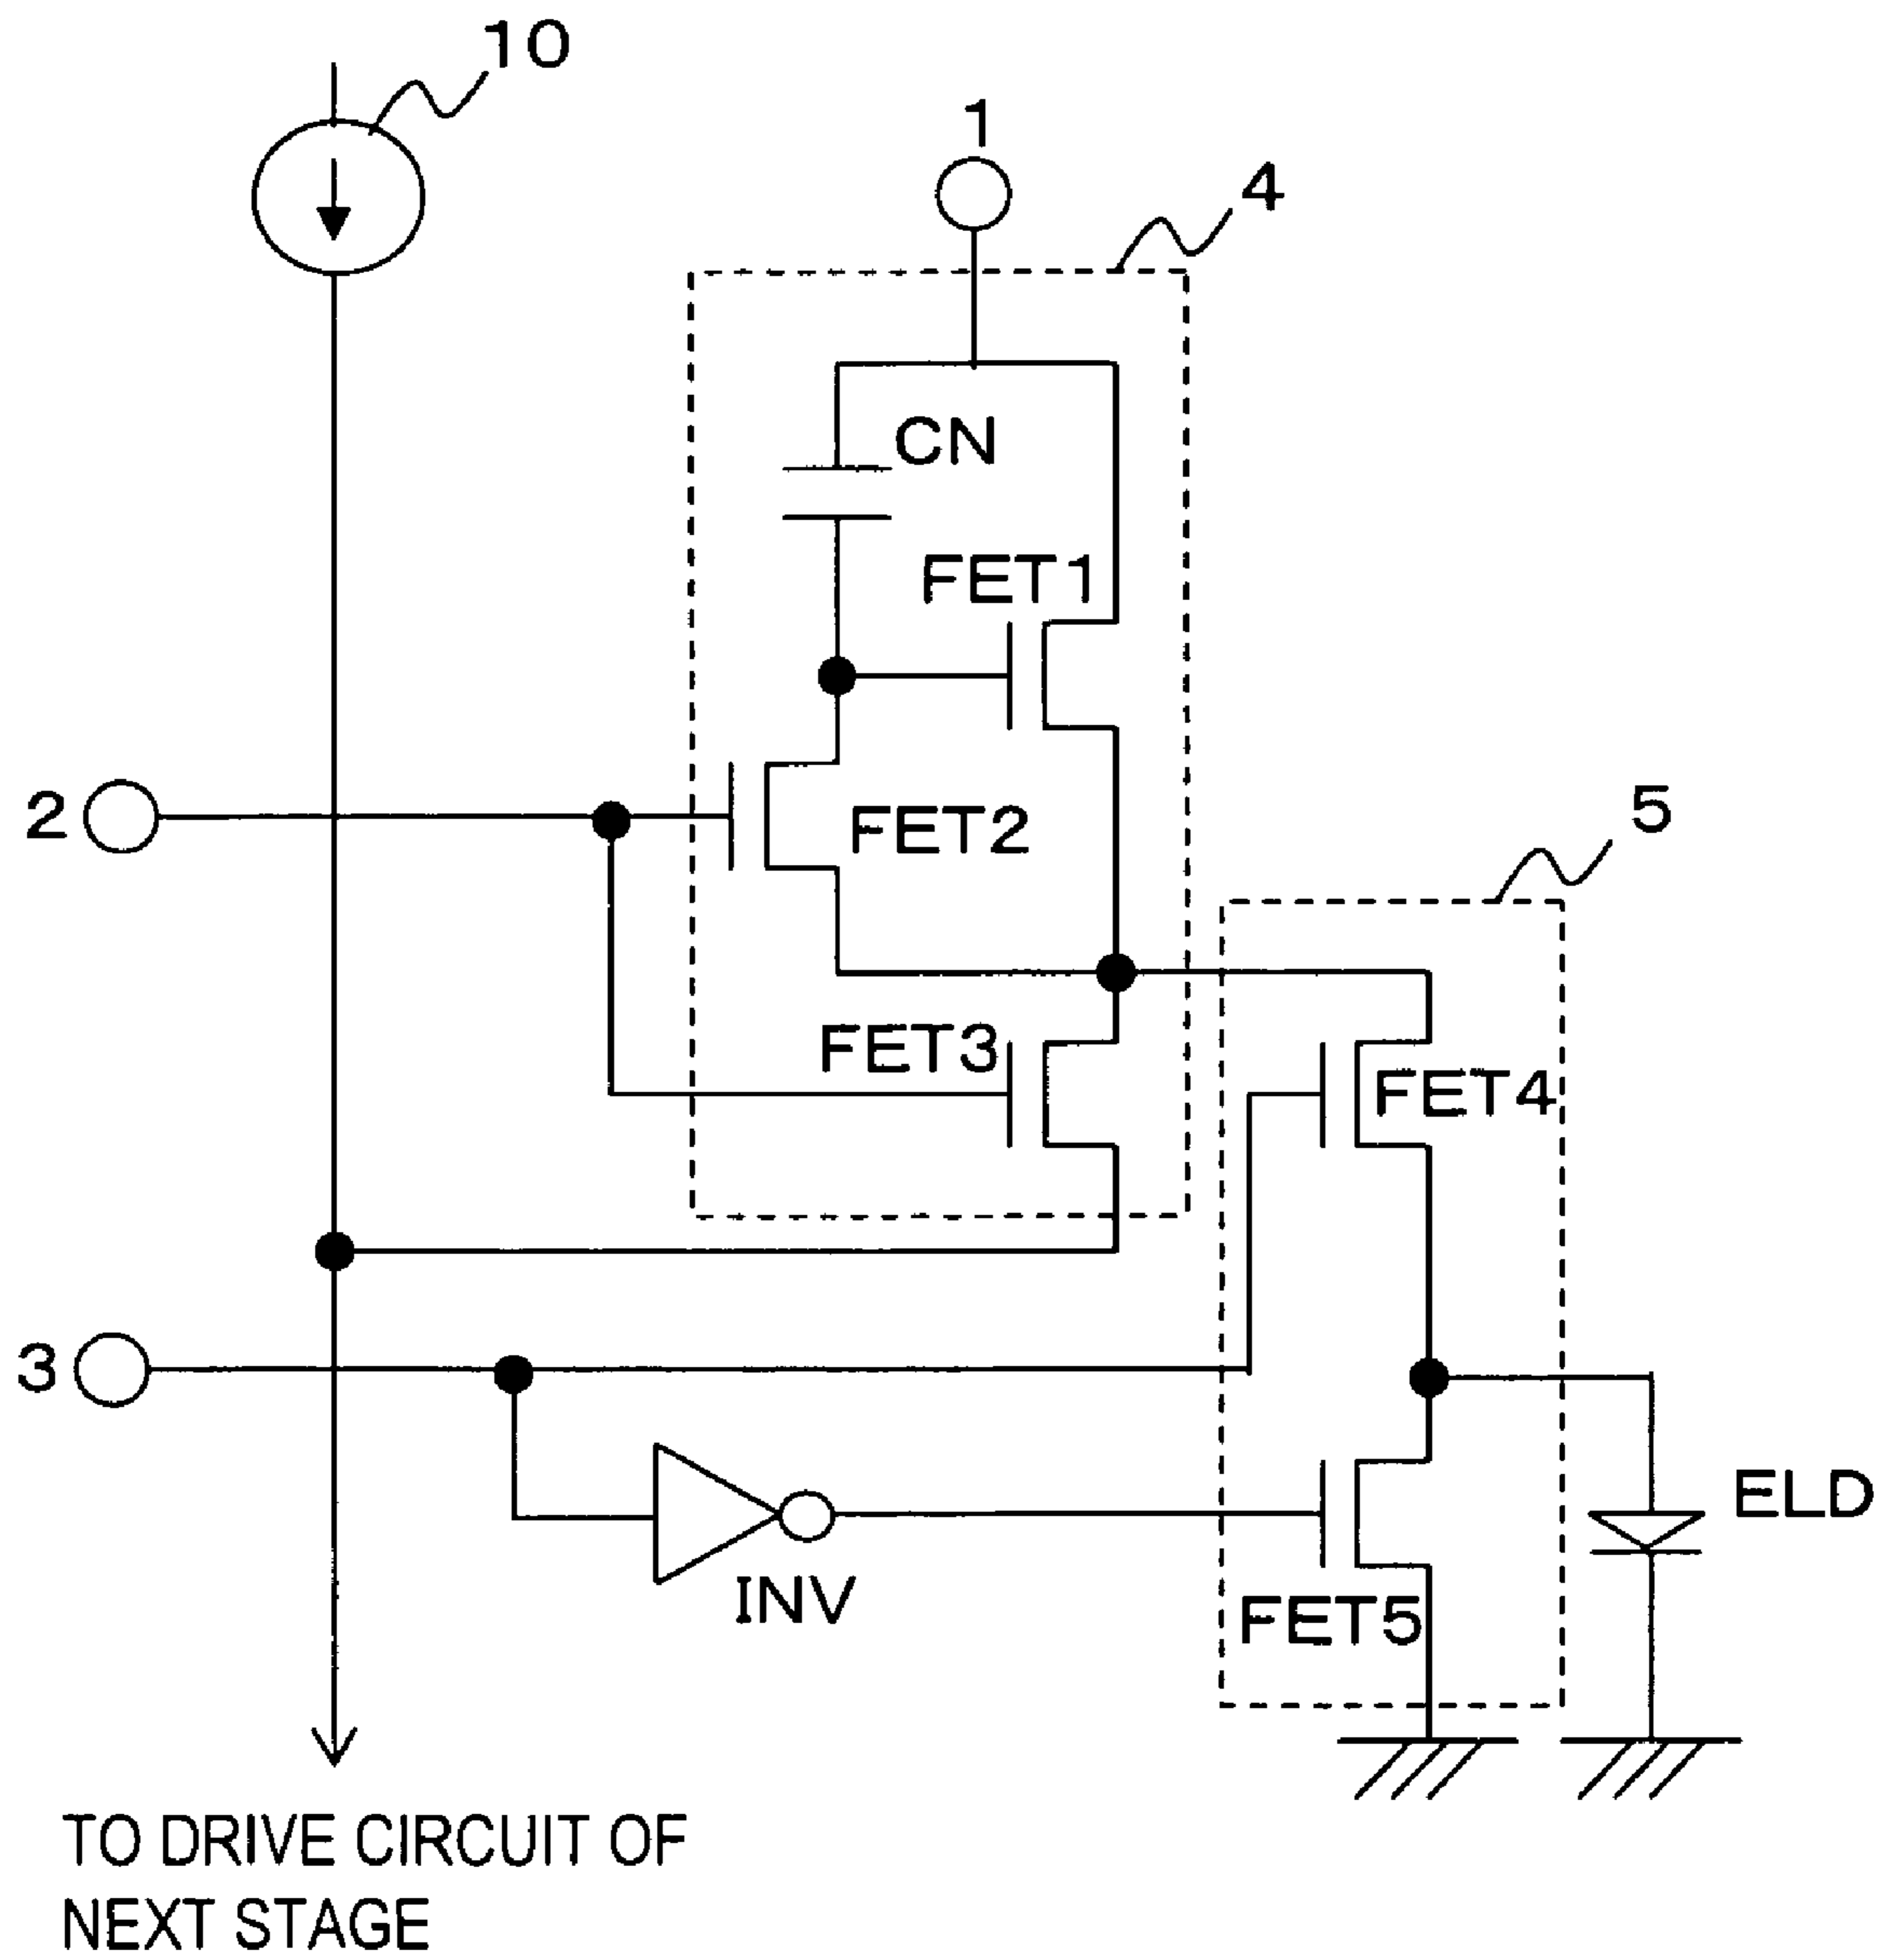 10
1
4
CN
FET1
2
FET2
5
FET3
FET4
3
ELD
INV
FET5
TO DRIVE CIRCUIT OF
NEXT STAGE